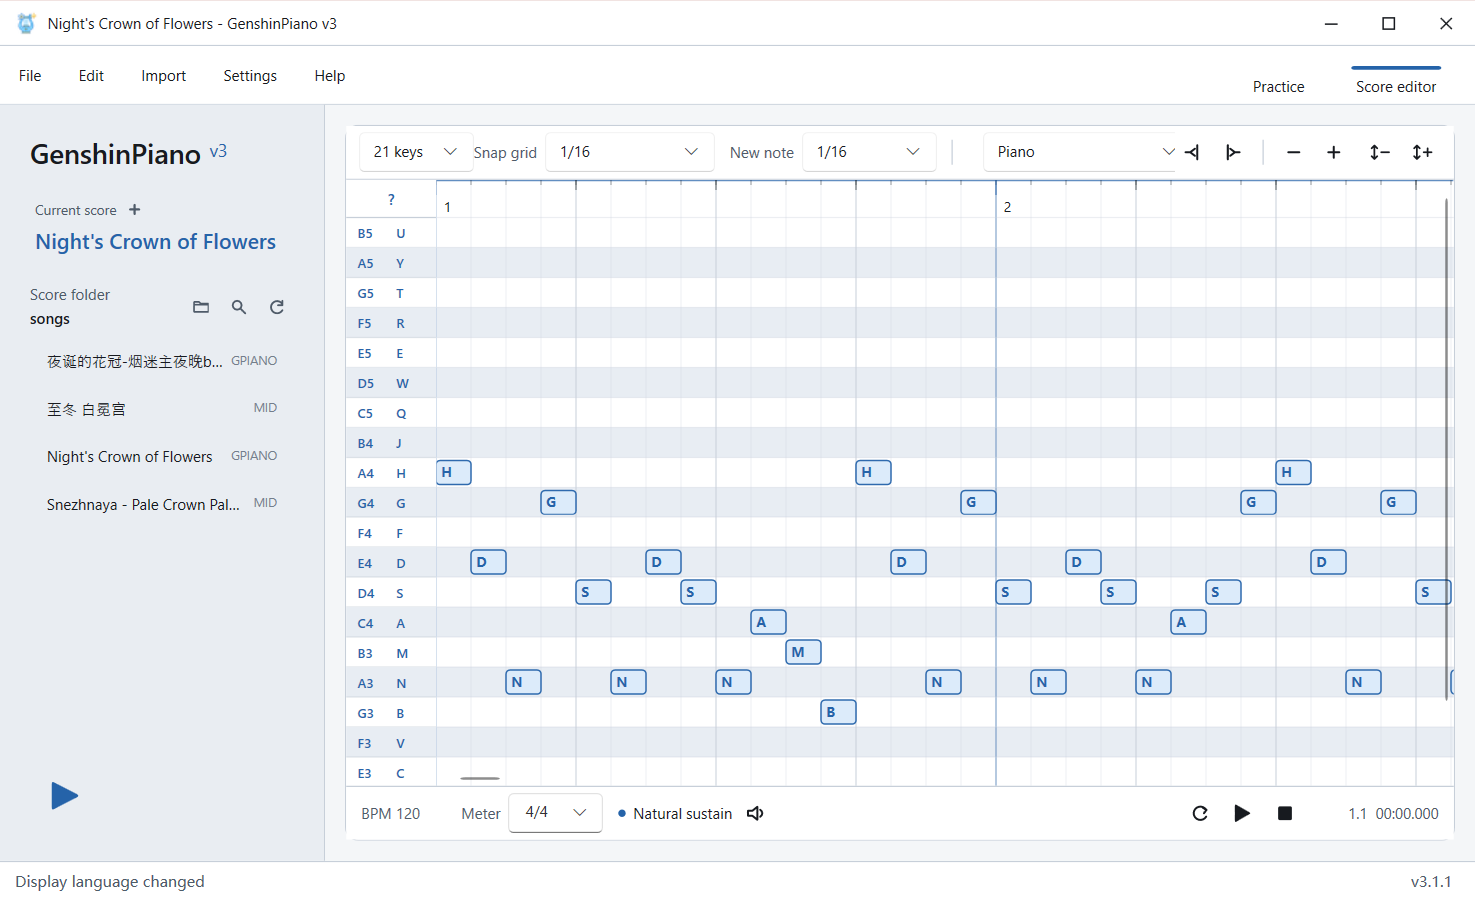 Night's Crown of Flowers - GenshinPiano v3
File Edit Import Settings Help
Practice Score editor
GenshinPiano v3
Current score +
Night's Crown of Flowers
Score folder
songs
夜诞的花冠-烟迷主夜晚b... GPIANO
至冬 白冕宫 MID
Night's Crown of Flowers GPIANO
Snezhnaya - Pale Crown Pal... MID
21 keys Snap grid 1/16 New note 1/16 Piano
? 1 2
B5 U
A5 Y
G5 T
F5 R
E5 E
D5 W
C5 Q
B4 J
A4 H H H H
G4 G G G G G
F4 F
E4 D D D D D D
D4 S S S S S S S
C4 A A A
B3 M M
A3 N N N N N N N N
G3 B B
F3 V
E3 C
BPM 120 Meter 4/4 Natural sustain 1.1 00:00.000
Display language changed v3.1.1